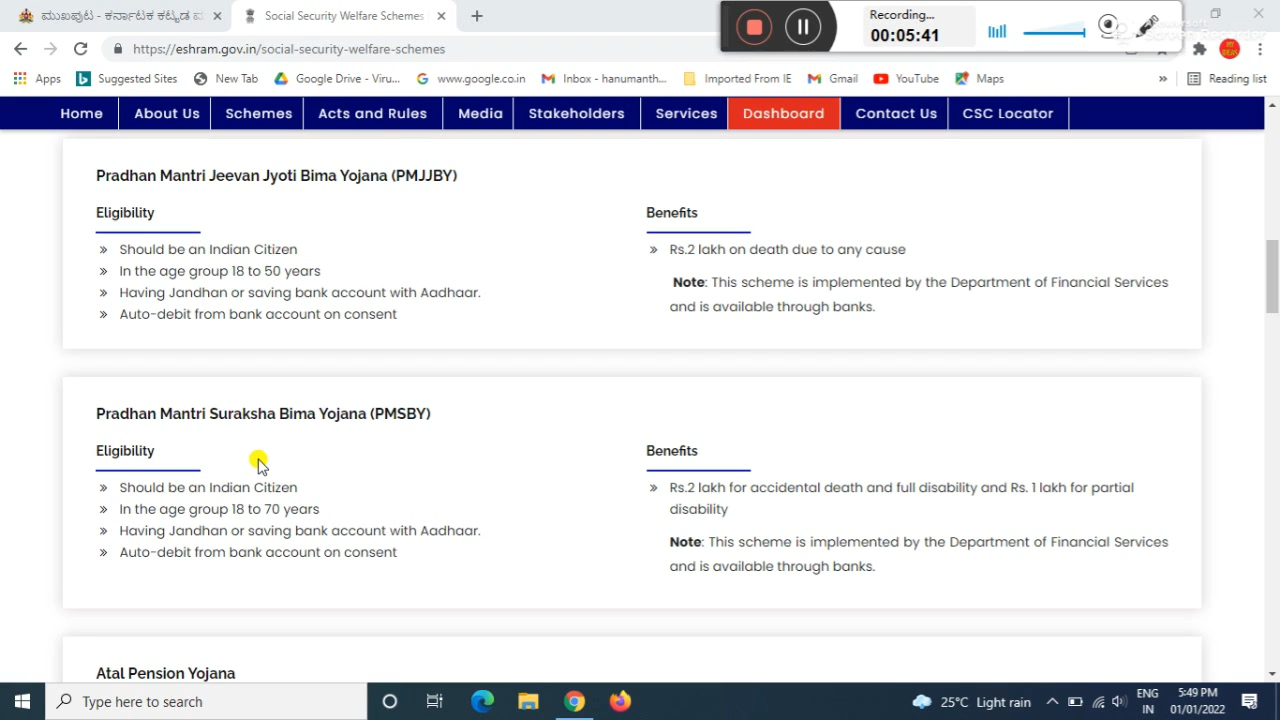 ಮುಖಪುಟ - ಕರ್ನಾಟಕ ಕಟ್ಟಡ
Social Security Welfare Schemes
Recording...
00:05:41
https://eshram.gov.in/social-security-welfare-schemes
Apps
Suggested Sites
New Tab
Google Drive - Viru...
www.google.co.in
Inbox - hanumanth...
Imported From IE
Gmail
YouTube
Maps
»
Reading list
Home
About Us
Schemes
Acts and Rules
Media
Stakeholders
Services
Dashboard
Contact Us
CSC Locator
Pradhan Mantri Jeevan Jyoti Bima Yojana (PMJJBY)
Eligibility
» Should be an Indian Citizen
» In the age group 18 to 50 years
» Having Jandhan or saving bank account with Aadhaar.
» Auto-debit from bank account on consent
Benefits
» Rs.2 lakh on death due to any cause
Note: This scheme is implemented by the Department of Financial Services
and is available through banks.
Pradhan Mantri Suraksha Bima Yojana (PMSBY)
Eligibility
» Should be an Indian Citizen
» In the age group 18 to 70 years
» Having Jandhan or saving bank account with Aadhaar.
» Auto-debit from bank account on consent
Benefits
» Rs.2 lakh for accidental death and full disability and Rs. 1 lakh for partial
disability
Note: This scheme is implemented by the Department of Financial Services
and is available through banks.
Atal Pension Yojana
Type here to search
25°C Light rain
ENG
IN
5:49 PM
01/01/2022